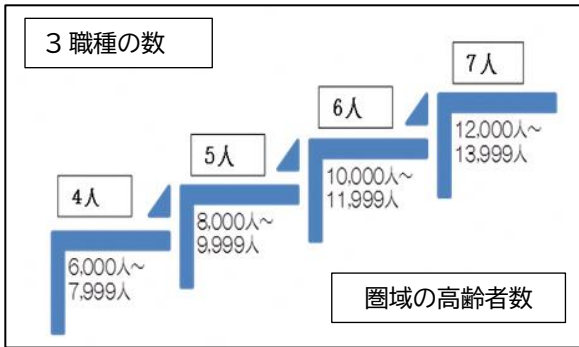 ３職種の数
7人
12,000人～
13,999人
6人
10,000人～
11,999人
5人
8,000人～
9,999人
4人
6,000人～
7,999人
圏域の高齢者数